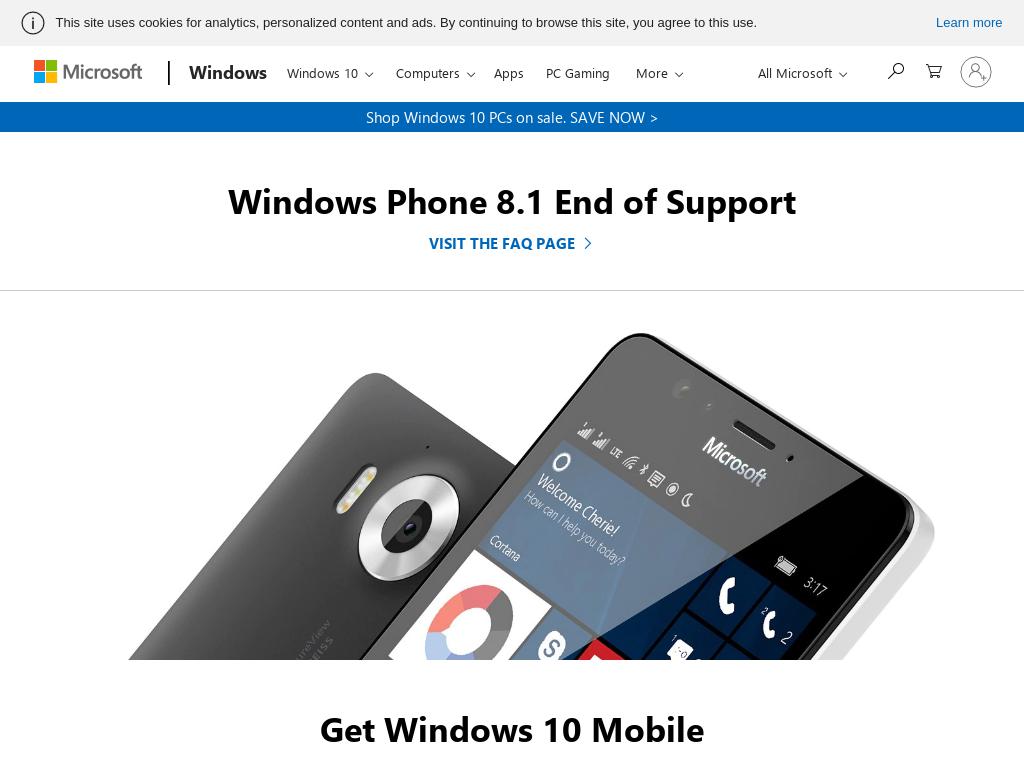 This site uses cookies for analytics, personalized content and ads. By continuing to browse this site, you agree to this use.
Learn more
Microsoft
Windows
Windows 10
Computers
Apps
PC Gaming
More
All Microsoft
Shop Windows 10 PCs on sale. SAVE NOW >
Windows Phone 8.1 End of Support
VISIT THE FAQ PAGE
Microsoft
LTE
Welcome Cherie!
How can I help you today?
Cortana
3:17
2
2
1
Get Windows 10 Mobile